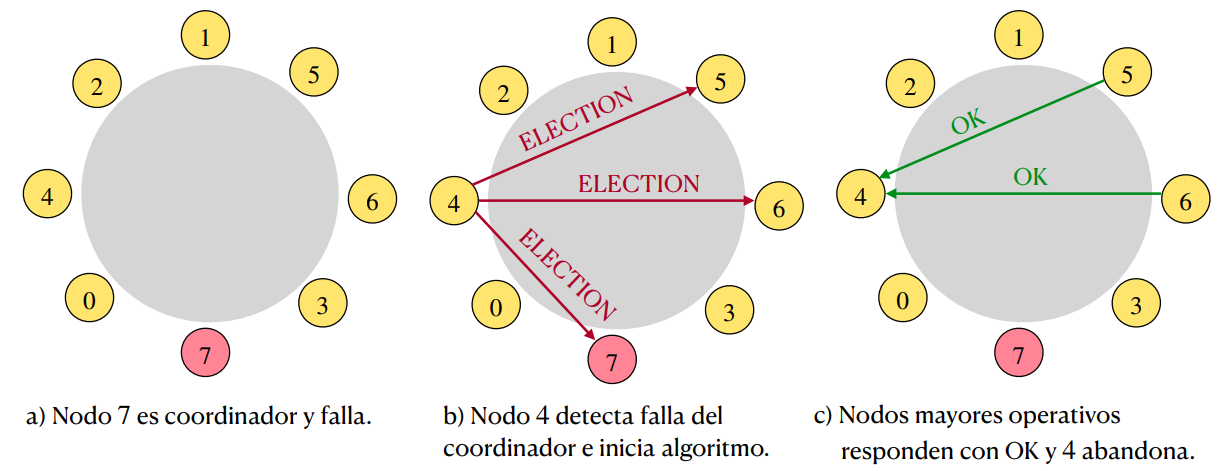 1
2
5
4
6
0
3
7
a) Nodo 7 es coordinador y falla.
1
2
5
ELECTION
4
ELECTION
6
ELECTION
0
3
7
b) Nodo 4 detecta falla del
coordinador e inicia algoritmo.
1
2
5
OK
4
OK
6
0
3
7
c) Nodos mayores operativos
responden con OK y 4 abandona.